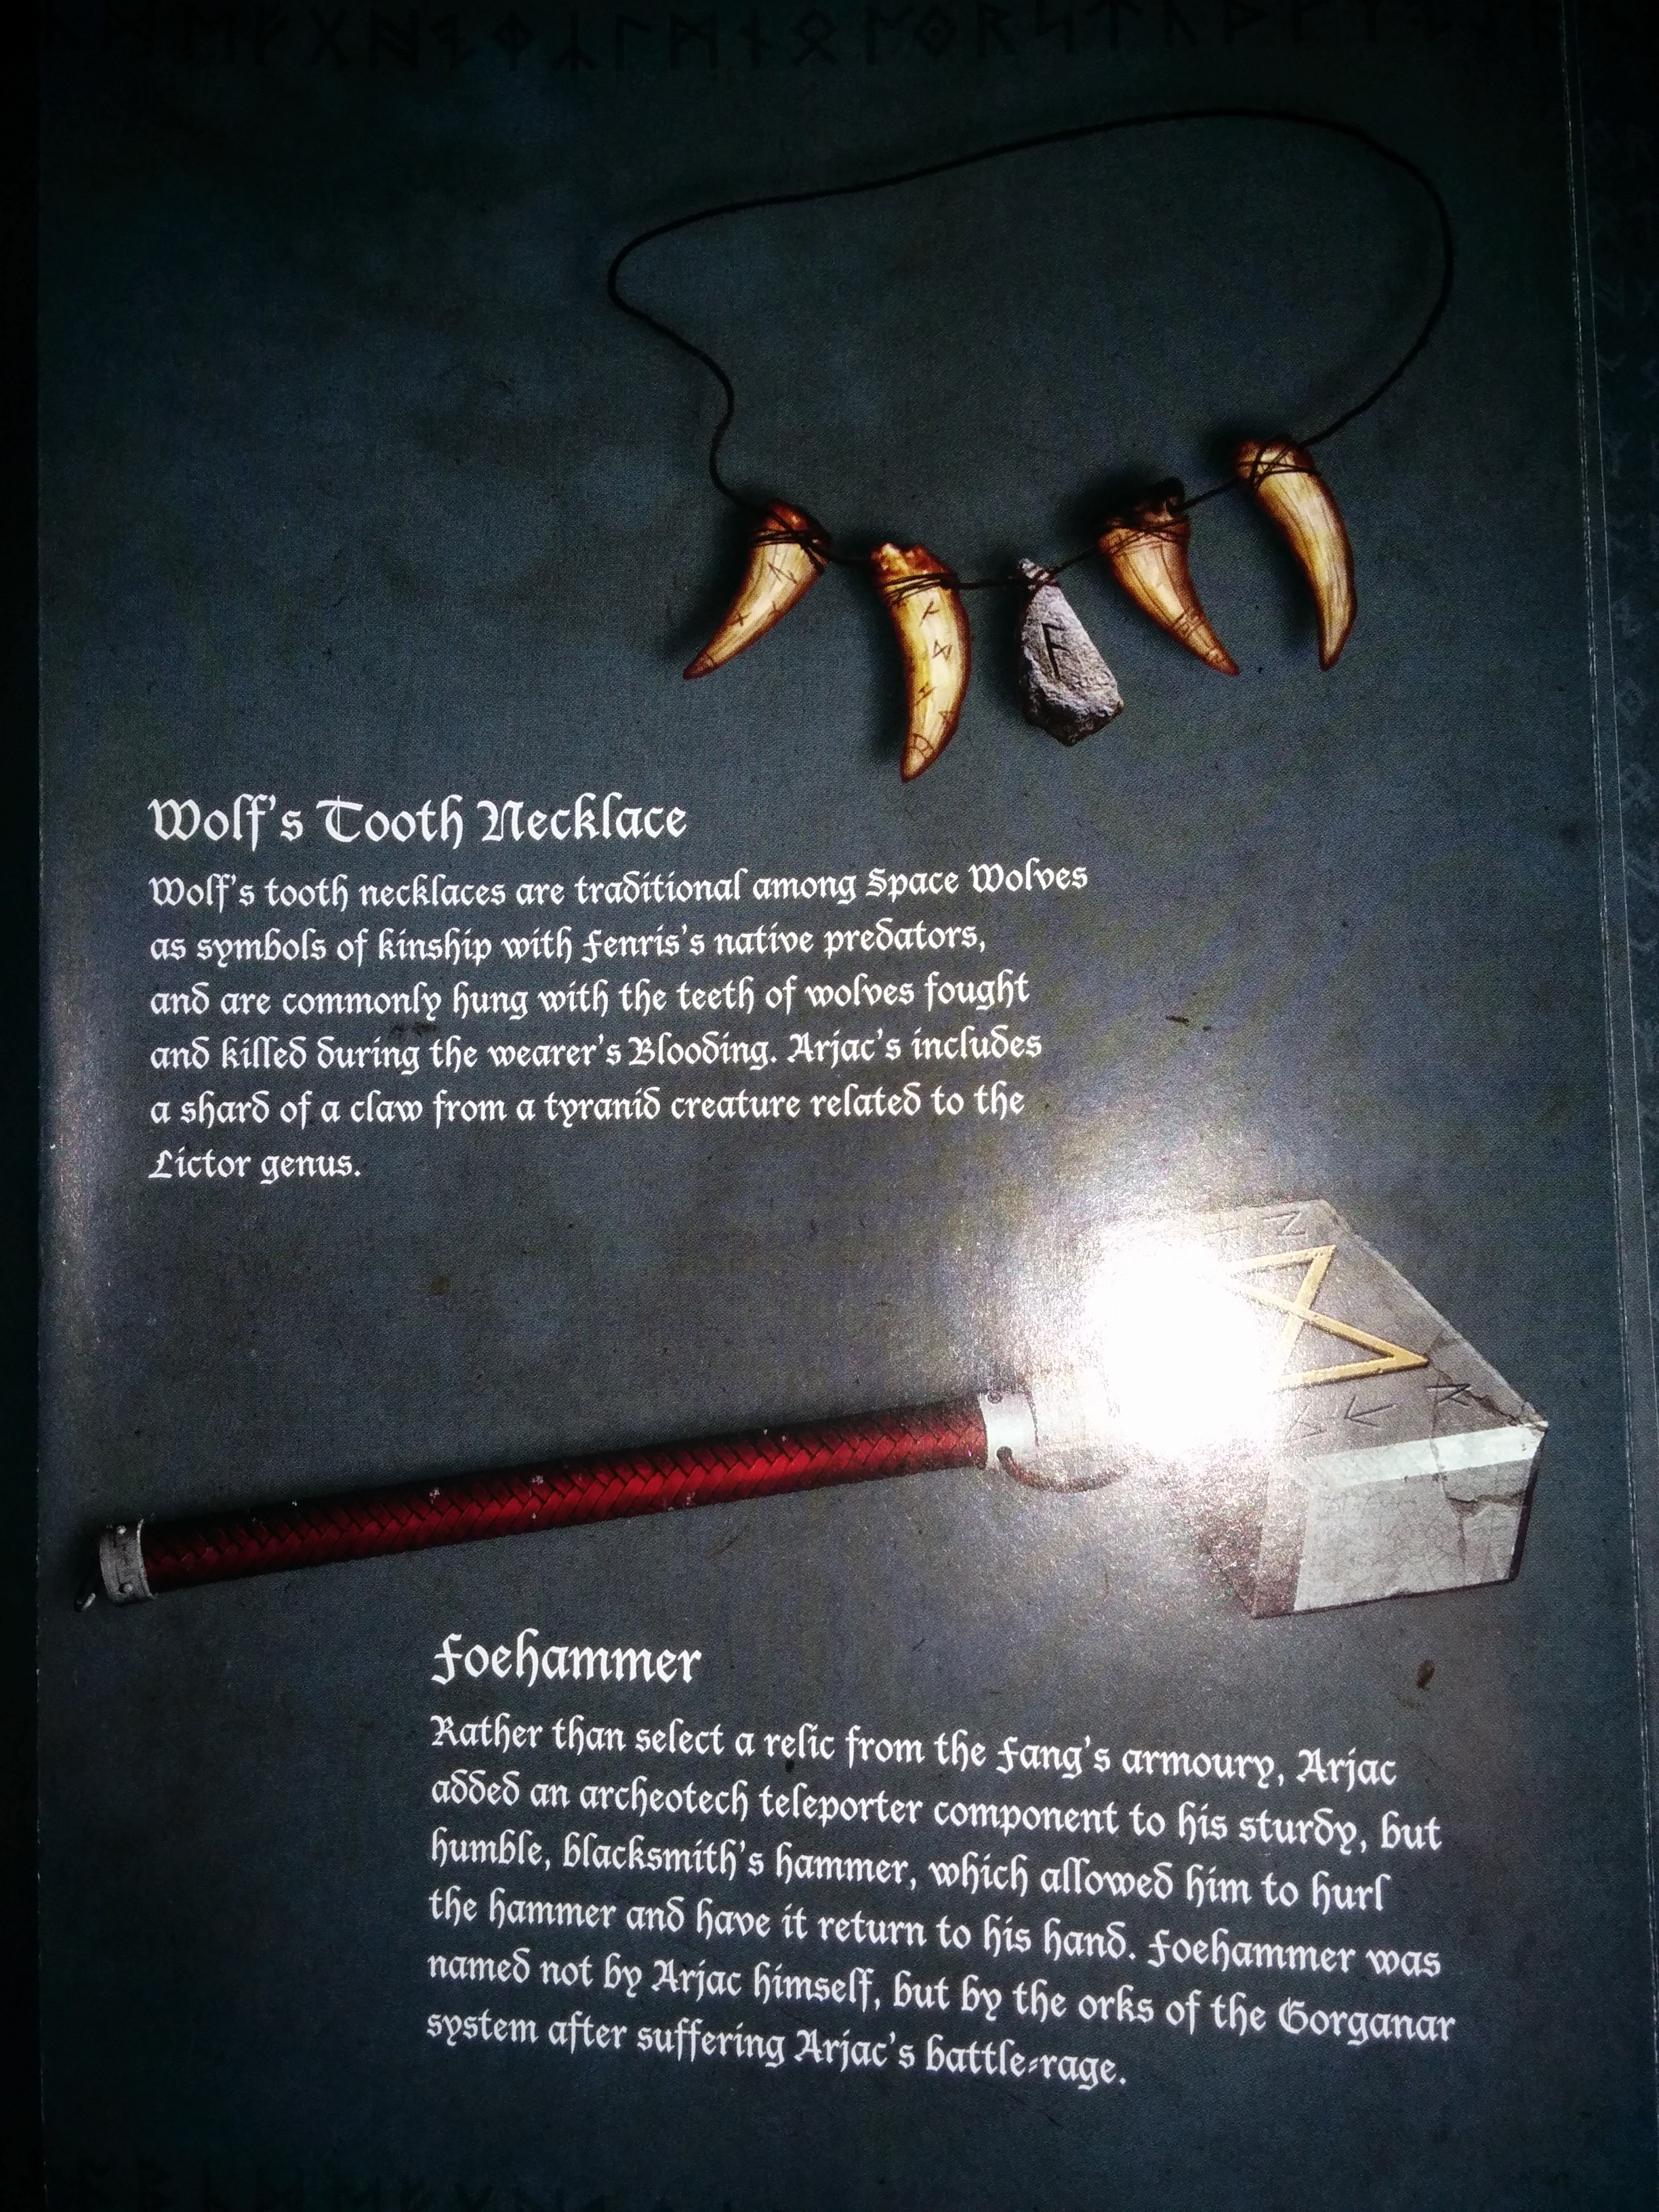 Wolf's Tooth Necklace
Wolf's tooth necklaces are traditional among Space Wolves
as symbols of kinship with Fenris's native predators,
and are commonly hung with the teeth of wolves fought
and killed during the wearer's Blooding. Arjac's includes
a shard of a claw from a tyranid creature related to the
Lictor genus.
Foehammer
Rather than select a relic from the Fang's armoury, Arjac
added an archeotech teleporter component to his sturdy, but
humble, blacksmith's hammer, which allowed him to hurl
the hammer and have it return to his hand. Foehammer was
named not by Arjac himself, but by the orks of the Gorganar
system after suffering Arjac's battle-rage.